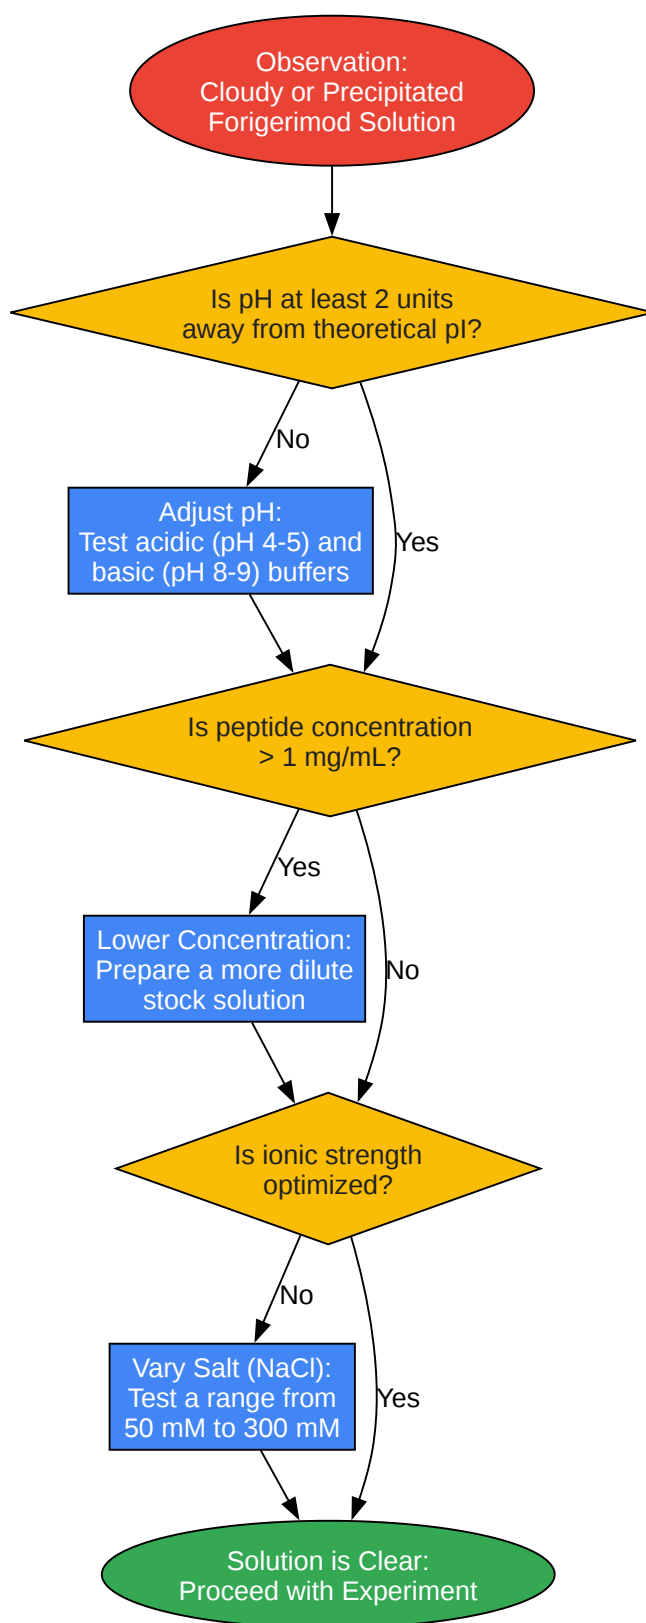 Observation:
Cloudy or Precipitated
Forigerimod Solution
Is pH at least 2 units
away from theoretical pI?
No
Yes
Adjust pH:
Test acidic (pH 4-5) and
basic (pH 8-9) buffers
Is peptide concentration
> 1 mg/mL?
Yes
No
Lower Concentration:
Prepare a more dilute
stock solution
Is ionic strength
optimized?
No
Yes
Vary Salt (NaCl):
Test a range from
50 mM to 300 mM
Solution is Clear:
Proceed with Experiment